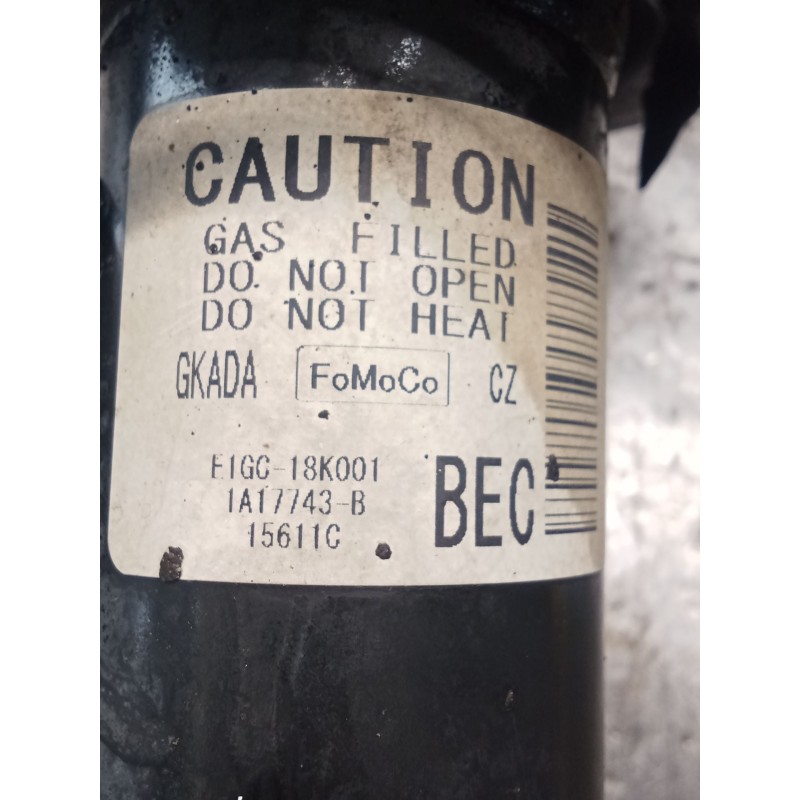 CAUTION
GAS FILLED
DO NOT OPEN
DO NOT HEAT
GKADA FoMoCo CZ
E1GC-18K001
1A17743-B
15611C
BEC